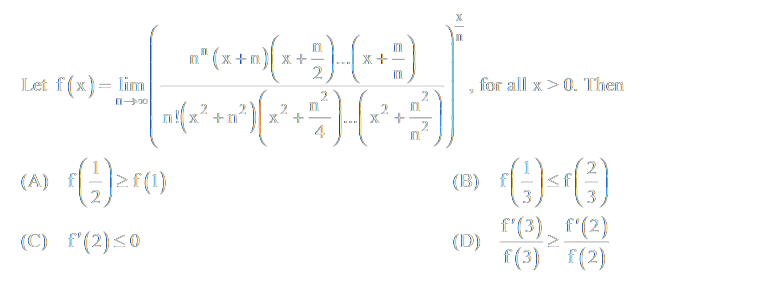 Let f(x) = lim_{n→∞} ( n^n (x+n)(x+n/2)....(x+n/n) / n!(x^2+n^2)(x^2+n^2/4)....(x^2+n^2/n^2) )^{x/n}, for all x > 0. Then
(A) f(1/2) ≥ f(1) (B) f(1/3) ≤ f(2/3)
(C) f'(2) ≤ 0 (D) f'(3)/f(3) ≥ f'(2)/f(2)